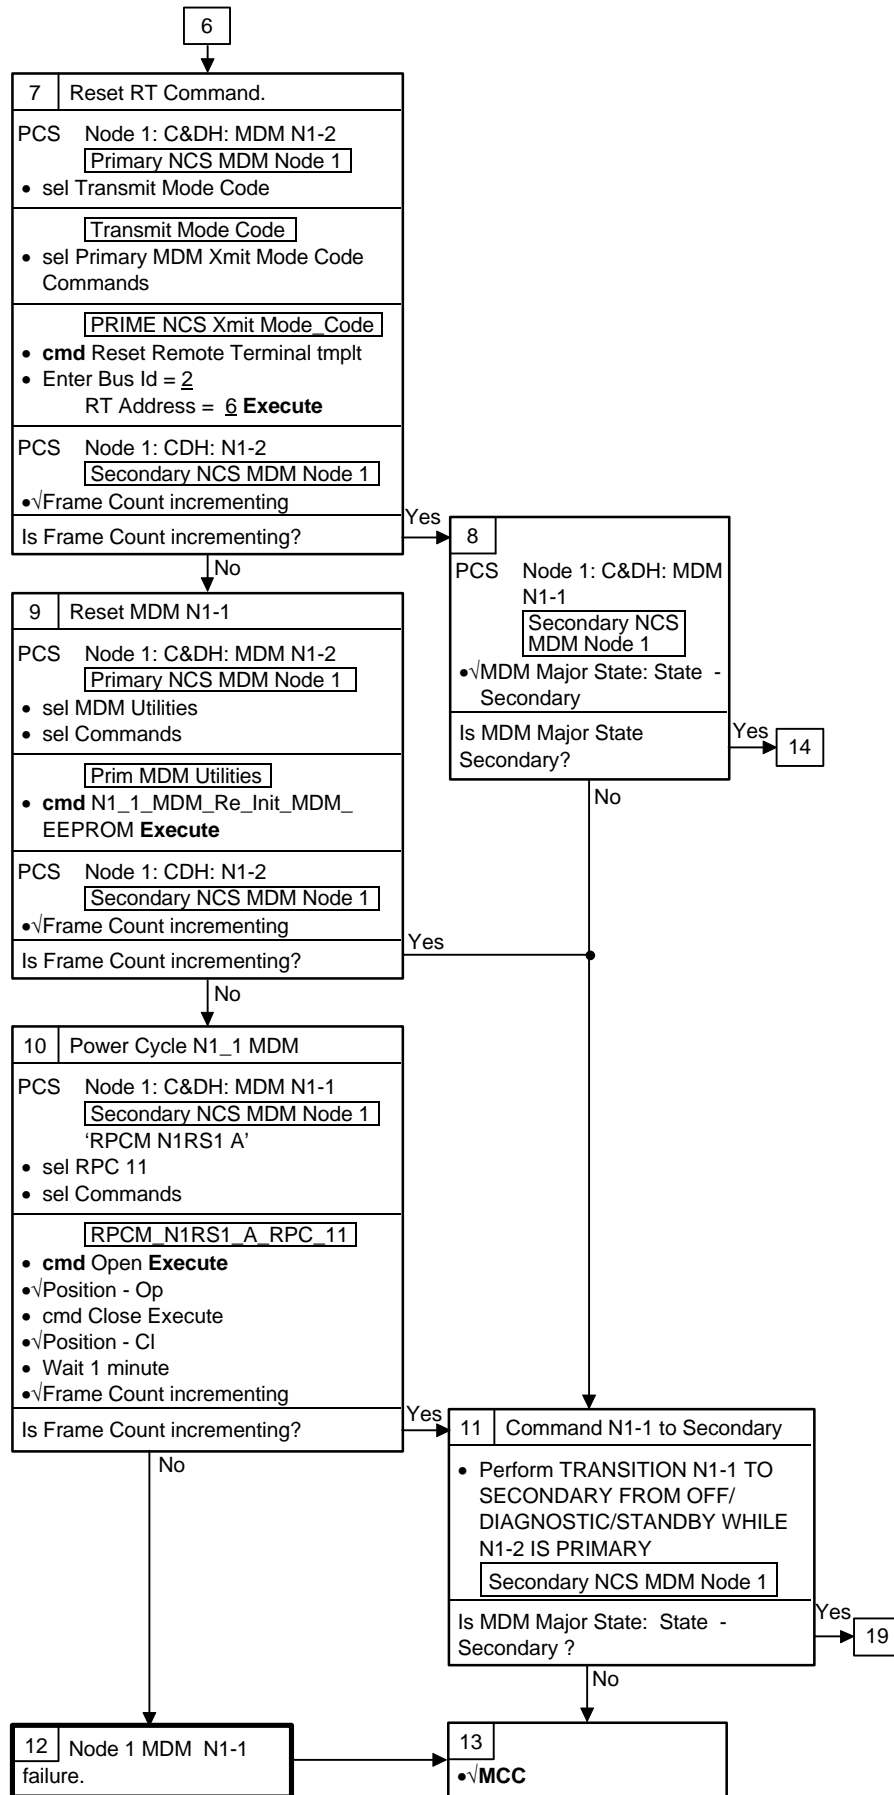 6
7 Reset RT Command.
PCS Node 1: C&DH: MDM N1-2
Primary NCS MDM Node 1
• sel Transmit Mode Code
Transmit Mode Code
• sel Primary MDM Xmit Mode Code
Commands
PRIME NCS Xmit Mode_Code
• cmd Reset Remote Terminal tmplt
• Enter Bus Id = 2
RT Address = 6 Execute
PCS Node 1: CDH: N1-2
Secondary NCS MDM Node 1
•√Frame Count incrementing
Is Frame Count incrementing?
Yes
No
8
PCS Node 1: C&DH: MDM
N1-1
Secondary NCS
MDM Node 1
•√MDM Major State: State -
Secondary
Is MDM Major State
Secondary?
Yes
14
No
9 Reset MDM N1-1
PCS Node 1: C&DH: MDM N1-2
Primary NCS MDM Node 1
• sel MDM Utilities
• sel Commands
Prim MDM Utilities
• cmd N1_1_MDM_Re_Init_MDM_
EEPROM Execute
PCS Node 1: CDH: N1-2
Secondary NCS MDM Node 1
•√Frame Count incrementing
Is Frame Count incrementing?
Yes
No
10 Power Cycle N1_1 MDM
PCS Node 1: C&DH: MDM N1-1
Secondary NCS MDM Node 1
‘RPCM N1RS1 A’
• sel RPC 11
• sel Commands
RPCM_N1RS1_A_RPC_11
• cmd Open Execute
•√Position - Op
• cmd Close Execute
•√Position - Cl
• Wait 1 minute
•√Frame Count incrementing
Is Frame Count incrementing?
Yes
No
11 Command N1-1 to Secondary
• Perform TRANSITION N1-1 TO
SECONDARY FROM OFF/
DIAGNOSTIC/STANDBY WHILE
N1-2 IS PRIMARY
Secondary NCS MDM Node 1
Is MDM Major State: State -
Secondary ?
Yes
19
No
12 Node 1 MDM N1-1
failure.
13
•√MCC